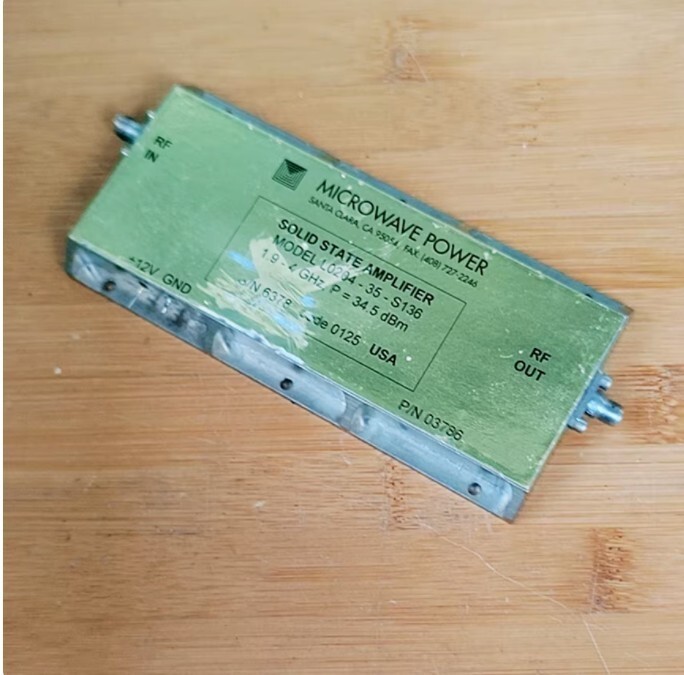 RF
IN
MICROWAVE POWER
SANTA CLARA, CA 95054 FAX (408) 727-2246
SOLID STATE AMPLIFIER
MODEL L0204 - 35 - S136
1.9 - 4 GHz P = 34.5 dBm
S/N 6378 Code 0125 USA
+12V GND
RF
OUT
P/N 03786